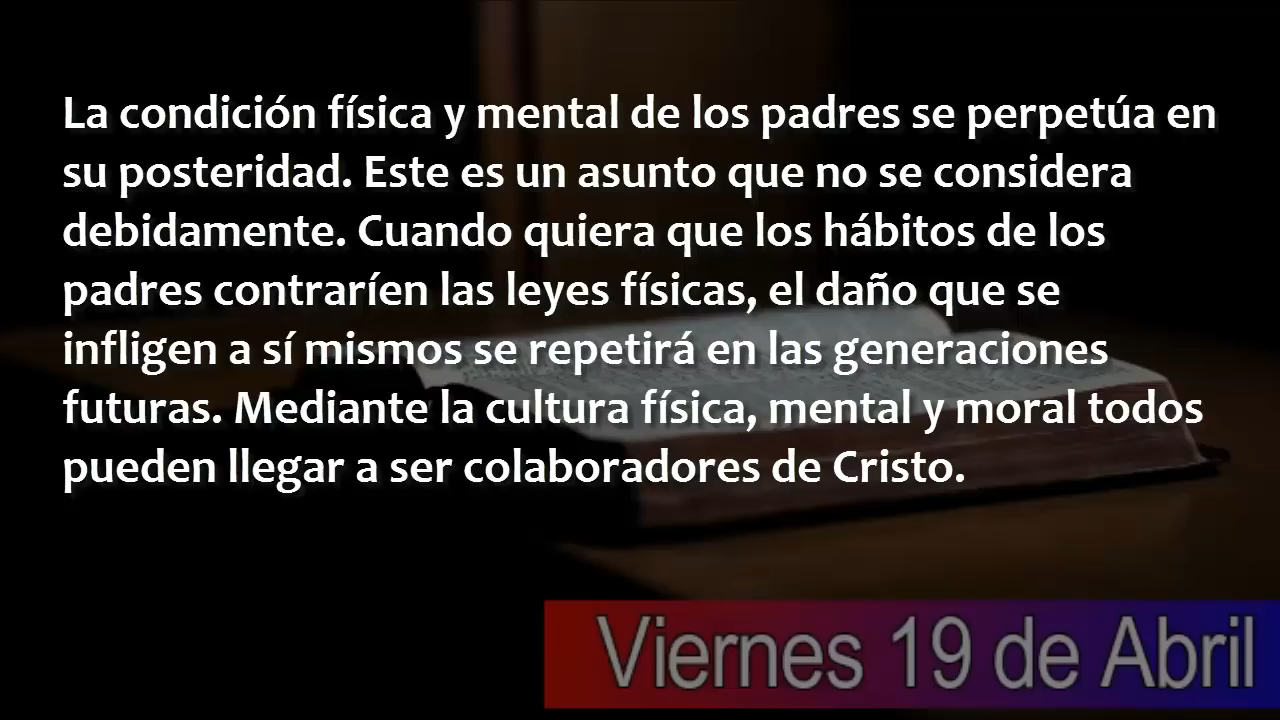 La condición física y mental de los padres se perpetúa en
su posteridad. Este es un asunto que no se considera
debidamente. Cuando quiera que los hábitos de los
padres contraríen las leyes físicas, el daño que se
infligen a sí mismos se repetirá en las generaciones
futuras. Mediante la cultura física, mental y moral todos
pueden llegar a ser colaboradores de Cristo.
Viernes 19 de Abril